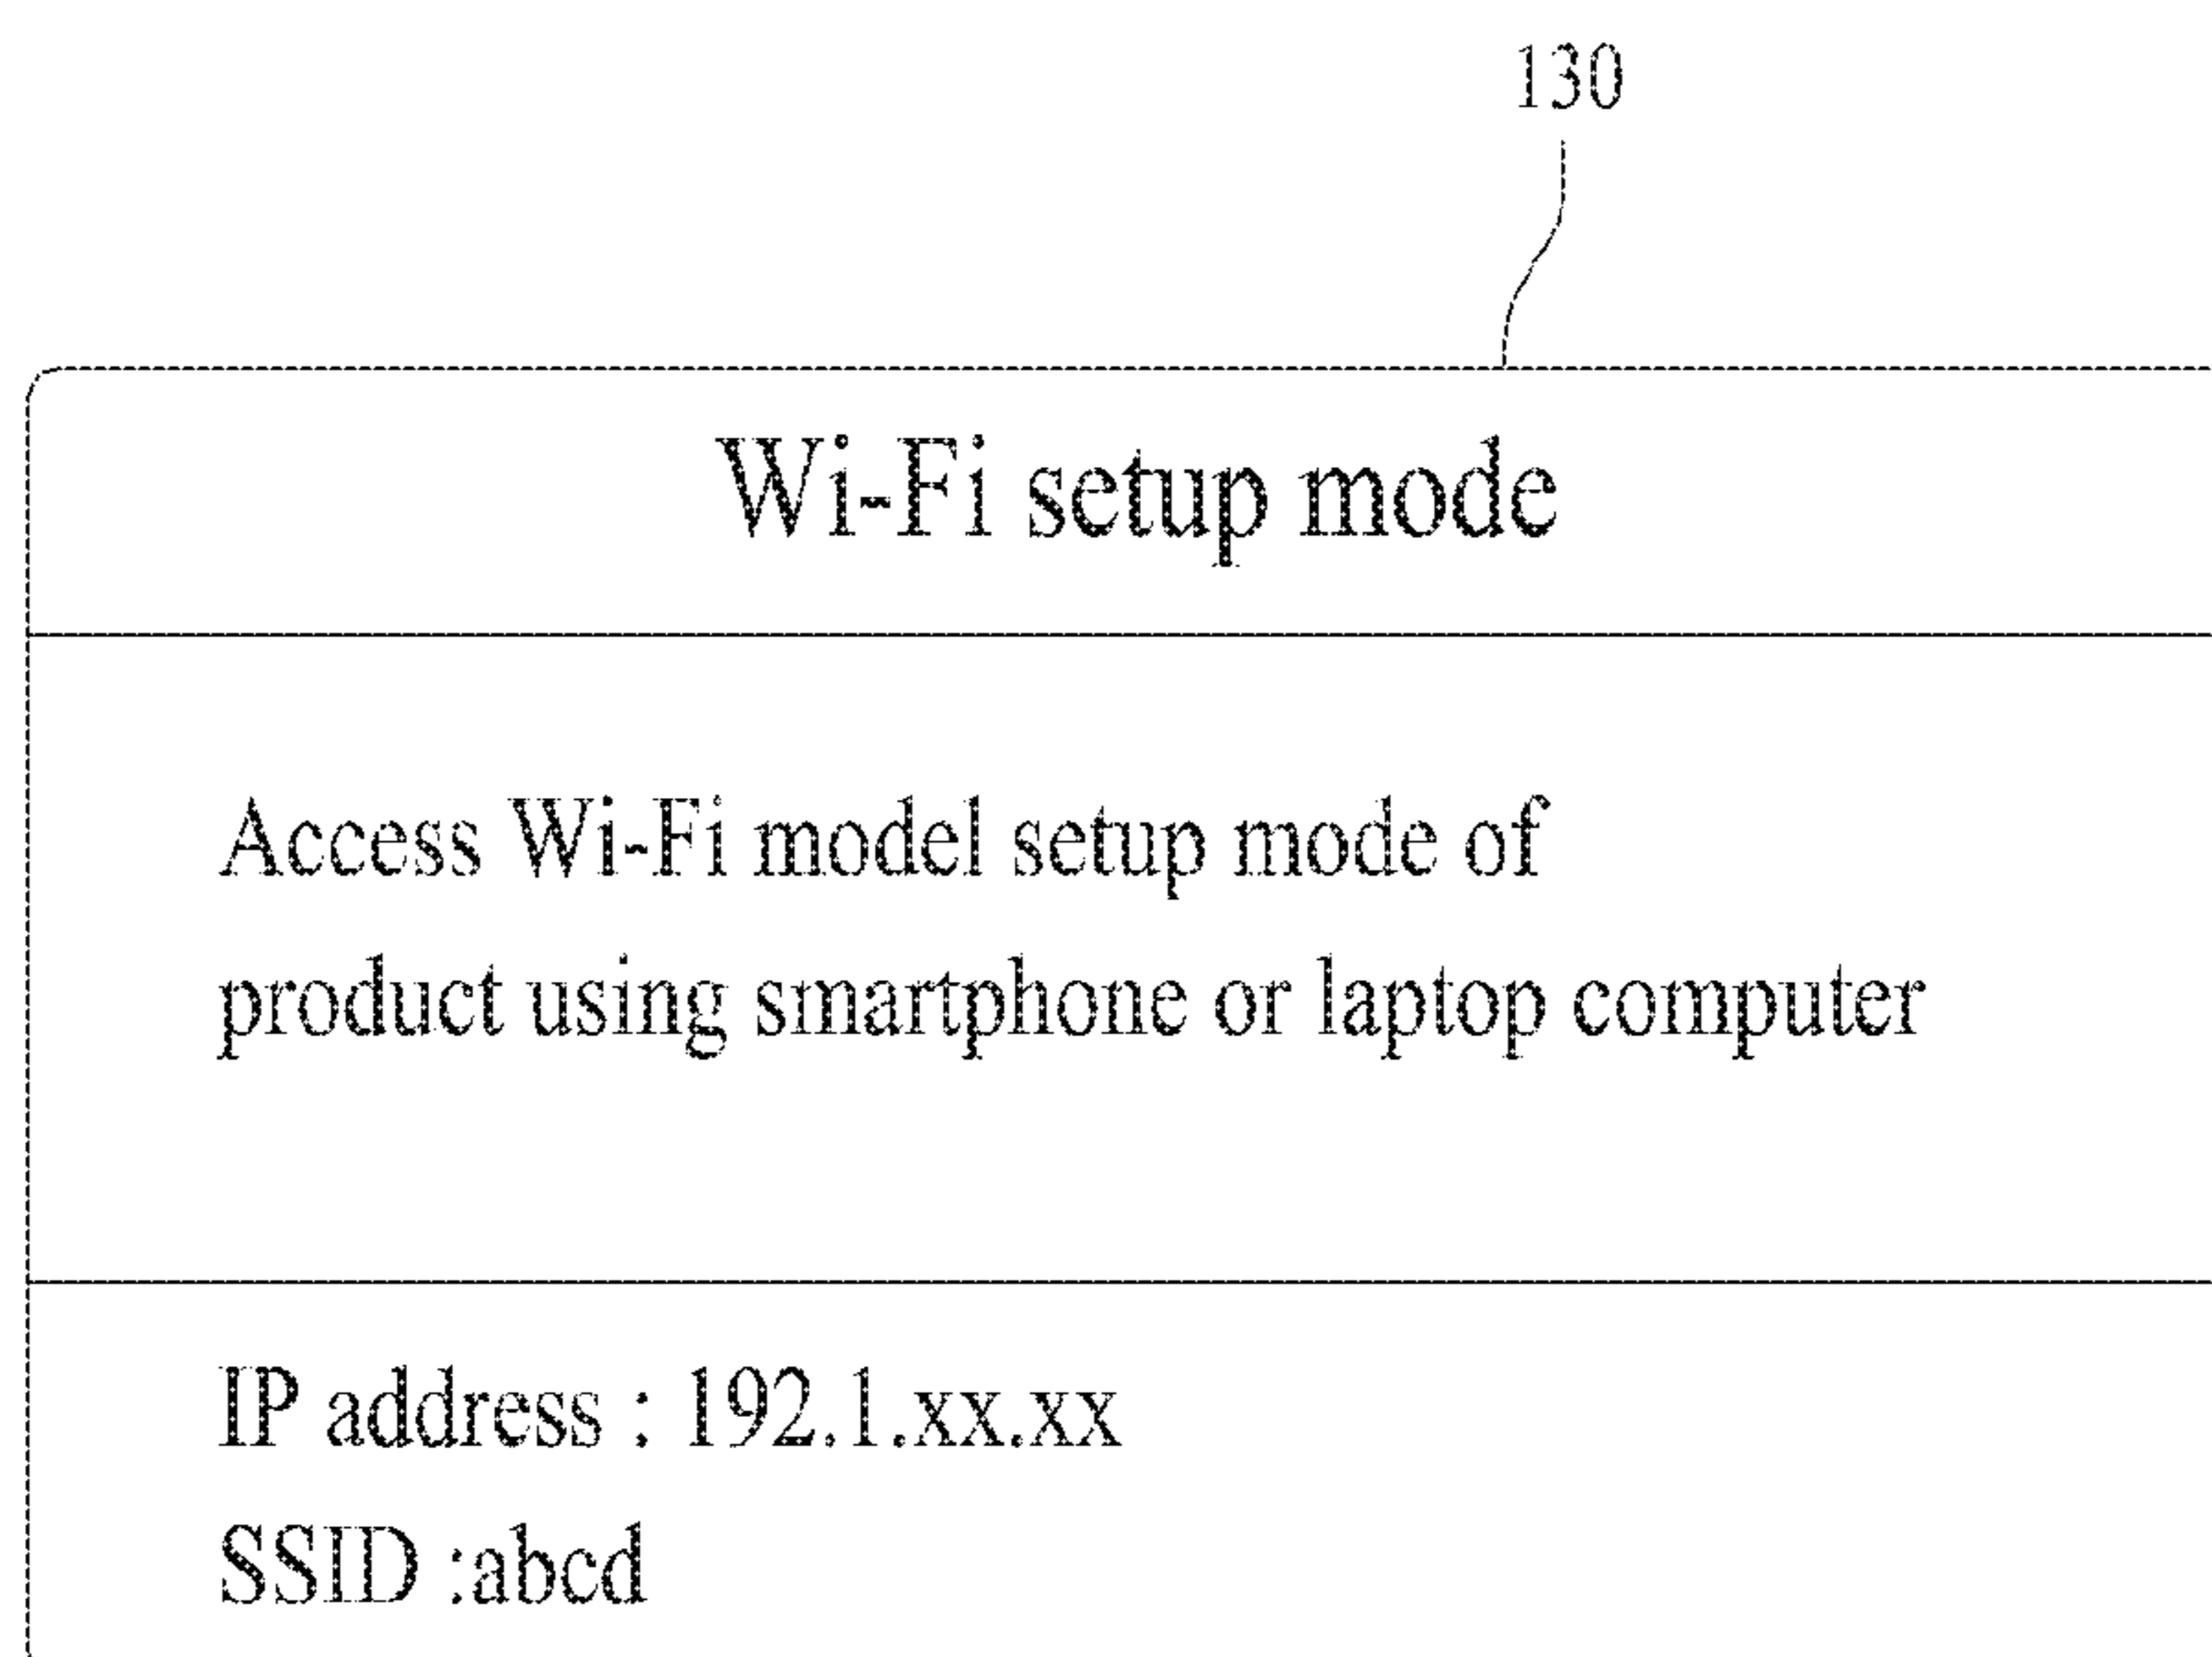 130
Wi-Fi setup mode
Access Wi-Fi model setup mode of
product using smartphone or laptop computer
IP address : 192.1.xx.xx
SSID :abcd